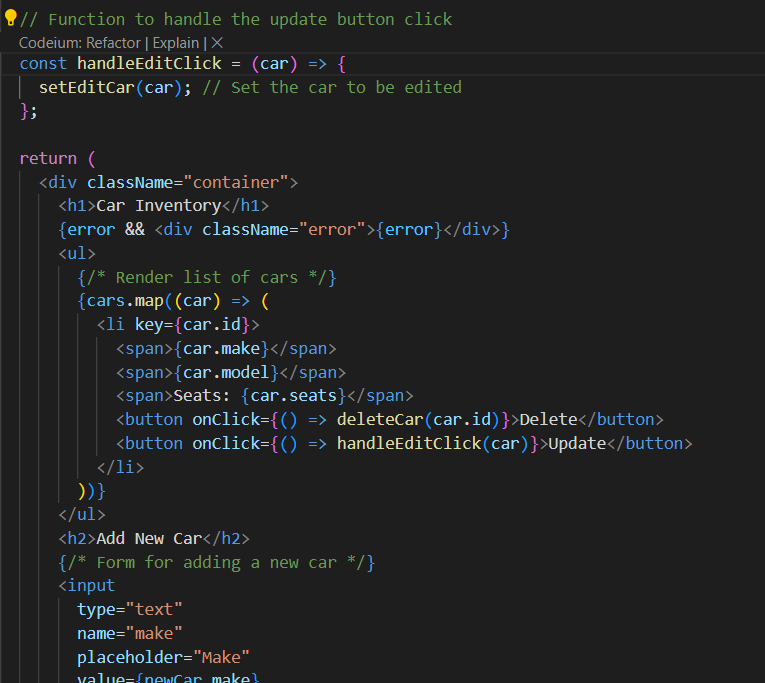 // Function to handle the update button click
Codeium: Refactor | Explain | ×
const handleEditClick = (car) => {
  setEditCar(car); // Set the car to be edited
};

return (
  <div className="container">
    <h1>Car Inventory</h1>
    {error && <div className="error">{error}</div>}
    <ul>
      {/* Render list of cars */}
      {cars.map((car) => (
        <li key={car.id}>
          <span>{car.make}</span>
          <span>{car.model}</span>
          <span>Seats: {car.seats}</span>
          <button onClick={() => deleteCar(car.id)}>Delete</button>
          <button onClick={() => handleEditClick(car)}>Update</button>
        </li>
      ))}
    </ul>
    <h2>Add New Car</h2>
    {/* Form for adding a new car */}
    <input
      type="text"
      name="make"
      placeholder="Make"
      value={newCar.make}